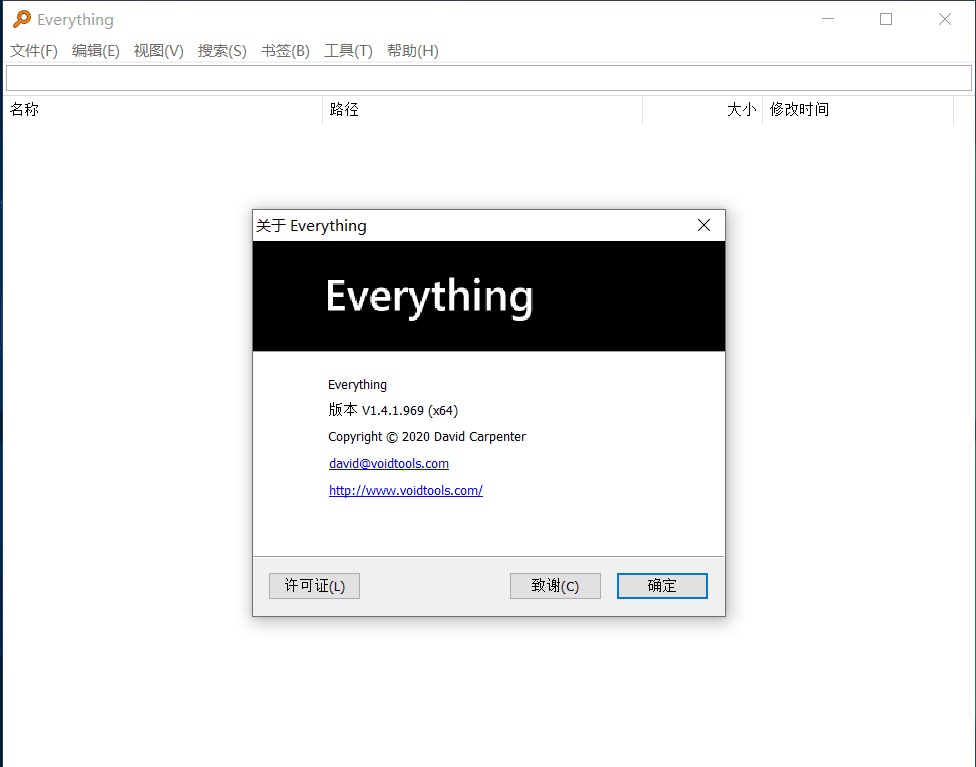 Everything
文件(F) 编辑(E) 视图(V) 搜索(S) 书签(B) 工具(T) 帮助(H)
名称 路径 大小 修改时间
关于 Everything
Everything
Everything
版本 V1.4.1.969 (x64)
Copyright © 2020 David Carpenter
david@voidtools.com
http://www.voidtools.com/
许可证(L) 致谢(C) 确定